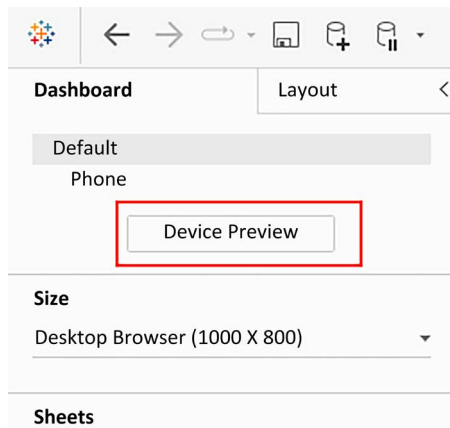 Dashboard Layout
Default
Phone
Device Preview
Size
Desktop Browser (1000 X 800)
Sheets